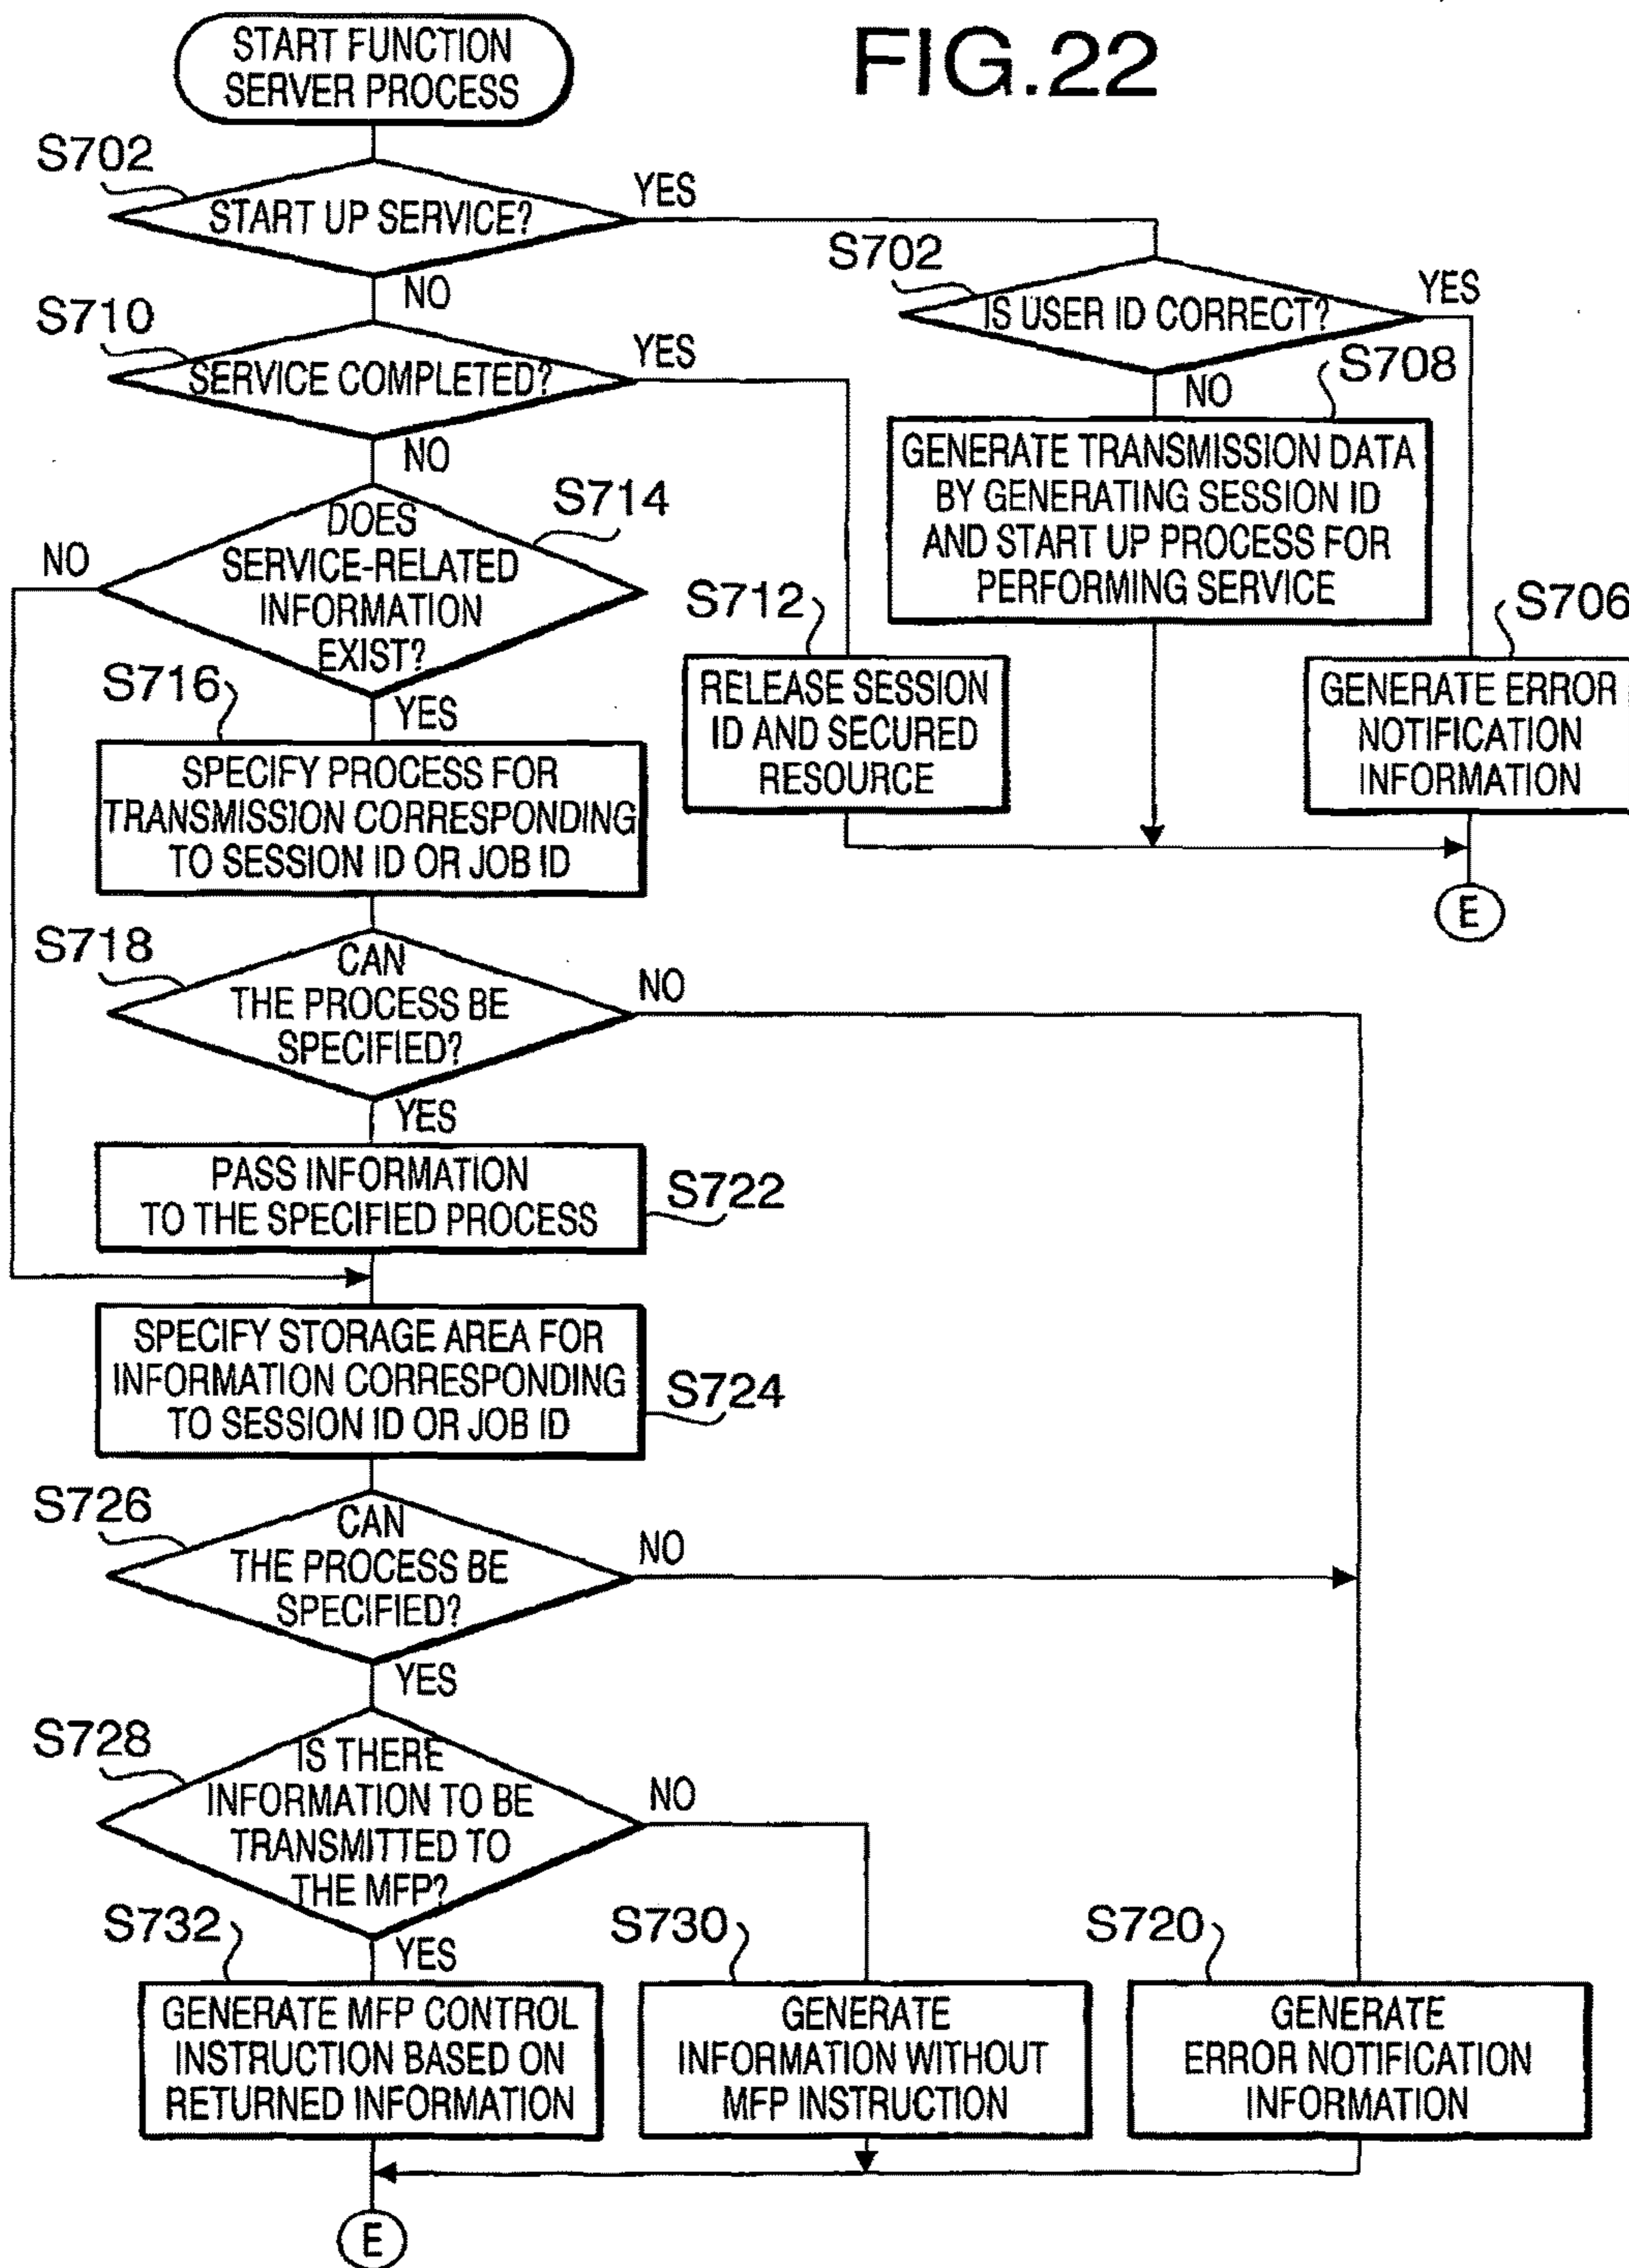 FIG.22
START FUNCTION
SERVER PROCESS
S702
START UP SERVICE?
YES
NO
S702
IS USER ID CORRECT?
YES
NO
S710
SERVICE COMPLETED?
YES
NO
S708
GENERATE TRANSMISSION DATA
BY GENERATING SESSION ID
AND START UP PROCESS FOR
PERFORMING SERVICE
S714
DOES
SERVICE-RELATED
INFORMATION
EXIST?
NO
YES
S712
RELEASE SESSION
ID AND SECURED
RESOURCE
S706
GENERATE ERROR
NOTIFICATION
INFORMATION
E
S716
SPECIFY PROCESS FOR
TRANSMISSION CORRESPONDING
TO SESSION ID OR JOB ID
S718
CAN
THE PROCESS BE
SPECIFIED?
NO
YES
PASS INFORMATION
TO THE SPECIFIED PROCESS
S722
SPECIFY STORAGE AREA FOR
INFORMATION CORRESPONDING
TO SESSION ID OR JOB ID
S724
S726
CAN
THE PROCESS BE
SPECIFIED?
NO
YES
S728
IS THERE
INFORMATION TO BE
TRANSMITTED TO
THE MFP?
NO
YES
S732
GENERATE MFP CONTROL
INSTRUCTION BASED ON
RETURNED INFORMATION
S730
GENERATE
INFORMATION WITHOUT
MFP INSTRUCTION
S720
GENERATE
ERROR NOTIFICATION
INFORMATION
E